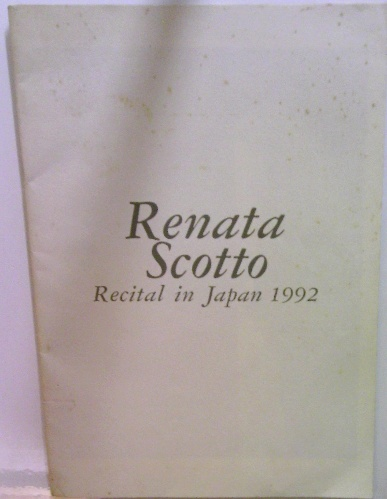 Renata
Scotto
Recital in Japan 1992